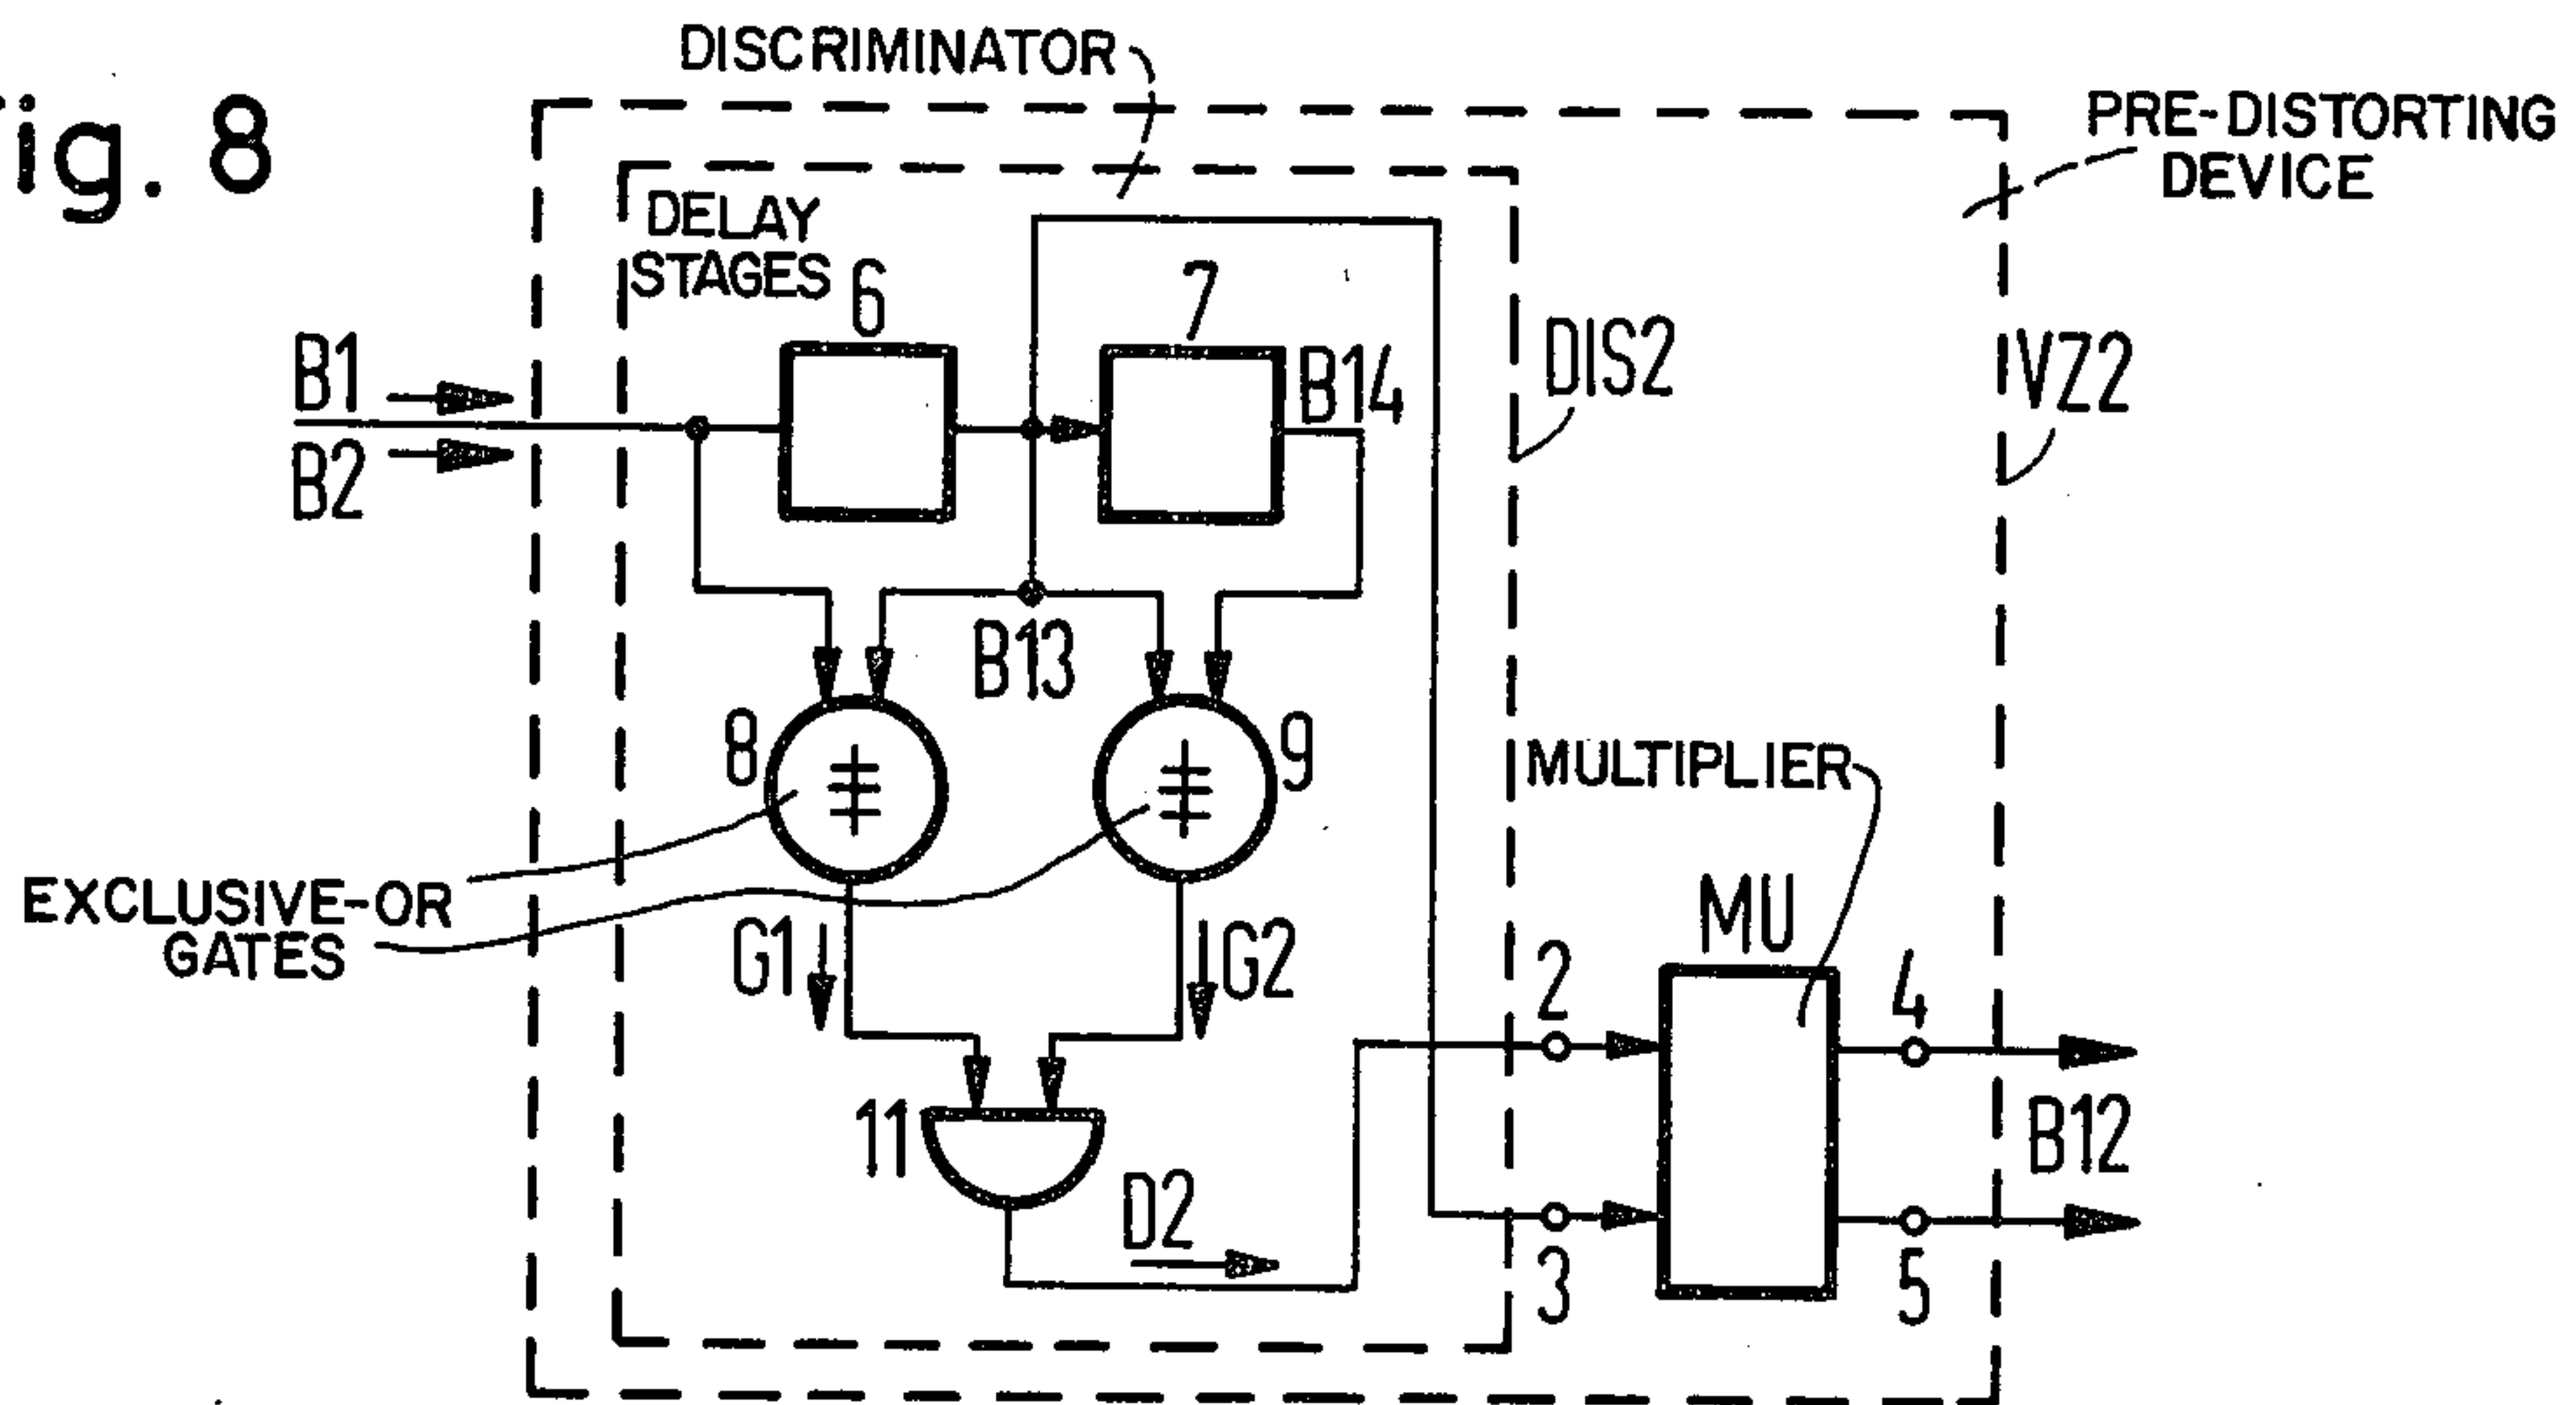 ig. 8
DISCRIMINATOR
PRE-DISTORTING
DEVICE
DELAY
STAGES
6
7
B1
B2
B14
DIS2
VZ2
B13
8
9
MULTIPLIER
EXCLUSIVE-OR
GATES
G1
G2
MU
2
4
11
D2
B12
3
5